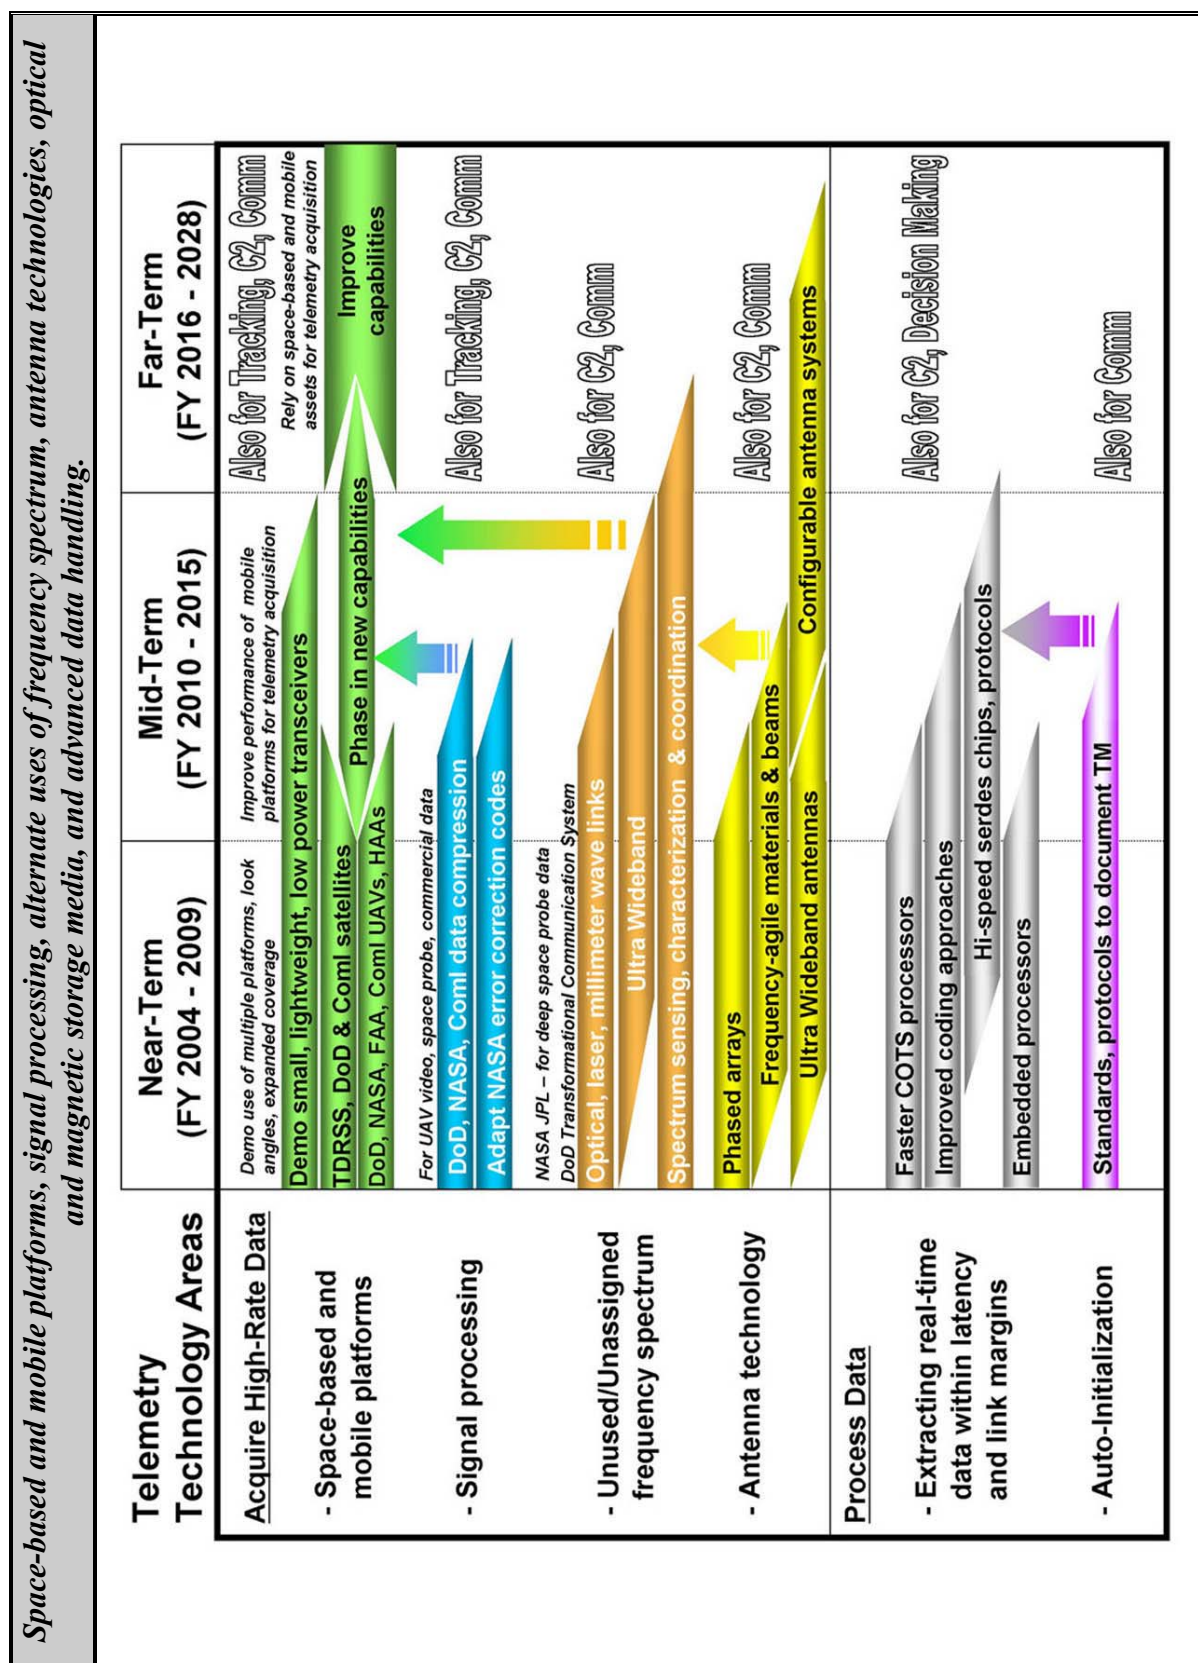 Space-based and mobile platforms, signal processing, alternate uses of frequency spectrum, antenna technologies, optical
and magnetic storage media, and advanced data handling.
Telemetry
Technology Areas
Near-Term
(FY 2004 - 2009)
Mid-Term
(FY 2010 - 2015)
Far-Term
(FY 2016 - 2028)
Acquire High-Rate Data
- Space-based and
mobile platforms
Demo use of multiple platforms, look
angles, expanded coverage
Improve performance of mobile
platforms for telemetry acquisition
Also for Tracking, C2, Comm
Rely on space-based and mobile
assets for telemetry acquisition
Demo small, lightweight, low power transceivers
TDRSS, DoD & Coml satellites
DoD, NASA, FAA, Coml UAVs, HAAs
Phase in new capabilities
Improve
capabilities
- Signal processing
For UAV video, space probe, commercial data
DoD, NASA, Coml data compression
Adapt NASA error correction codes
Also for Tracking, C2, Comm
- Unused/Unassigned
frequency spectrum
NASA JPL – for deep space probe data
DoD Transformational Communication System
Optical, laser, millimeter wave links
Ultra Wideband
Spectrum sensing, characterization & coordination
Also for C2, Comm
- Antenna technology
Phased arrays
Frequency-agile materials & beams
Ultra Wideband antennas
Configurable antenna systems
Also for C2, Comm
Process Data
- Extracting real-time
data within latency
and link margins
Faster COTS processors
Improved coding approaches
Hi-speed serdes chips, protocols
Embedded processors
Also for C2, Decision Making
- Auto-Initialization
Standards, protocols to document TM
Also for Comm